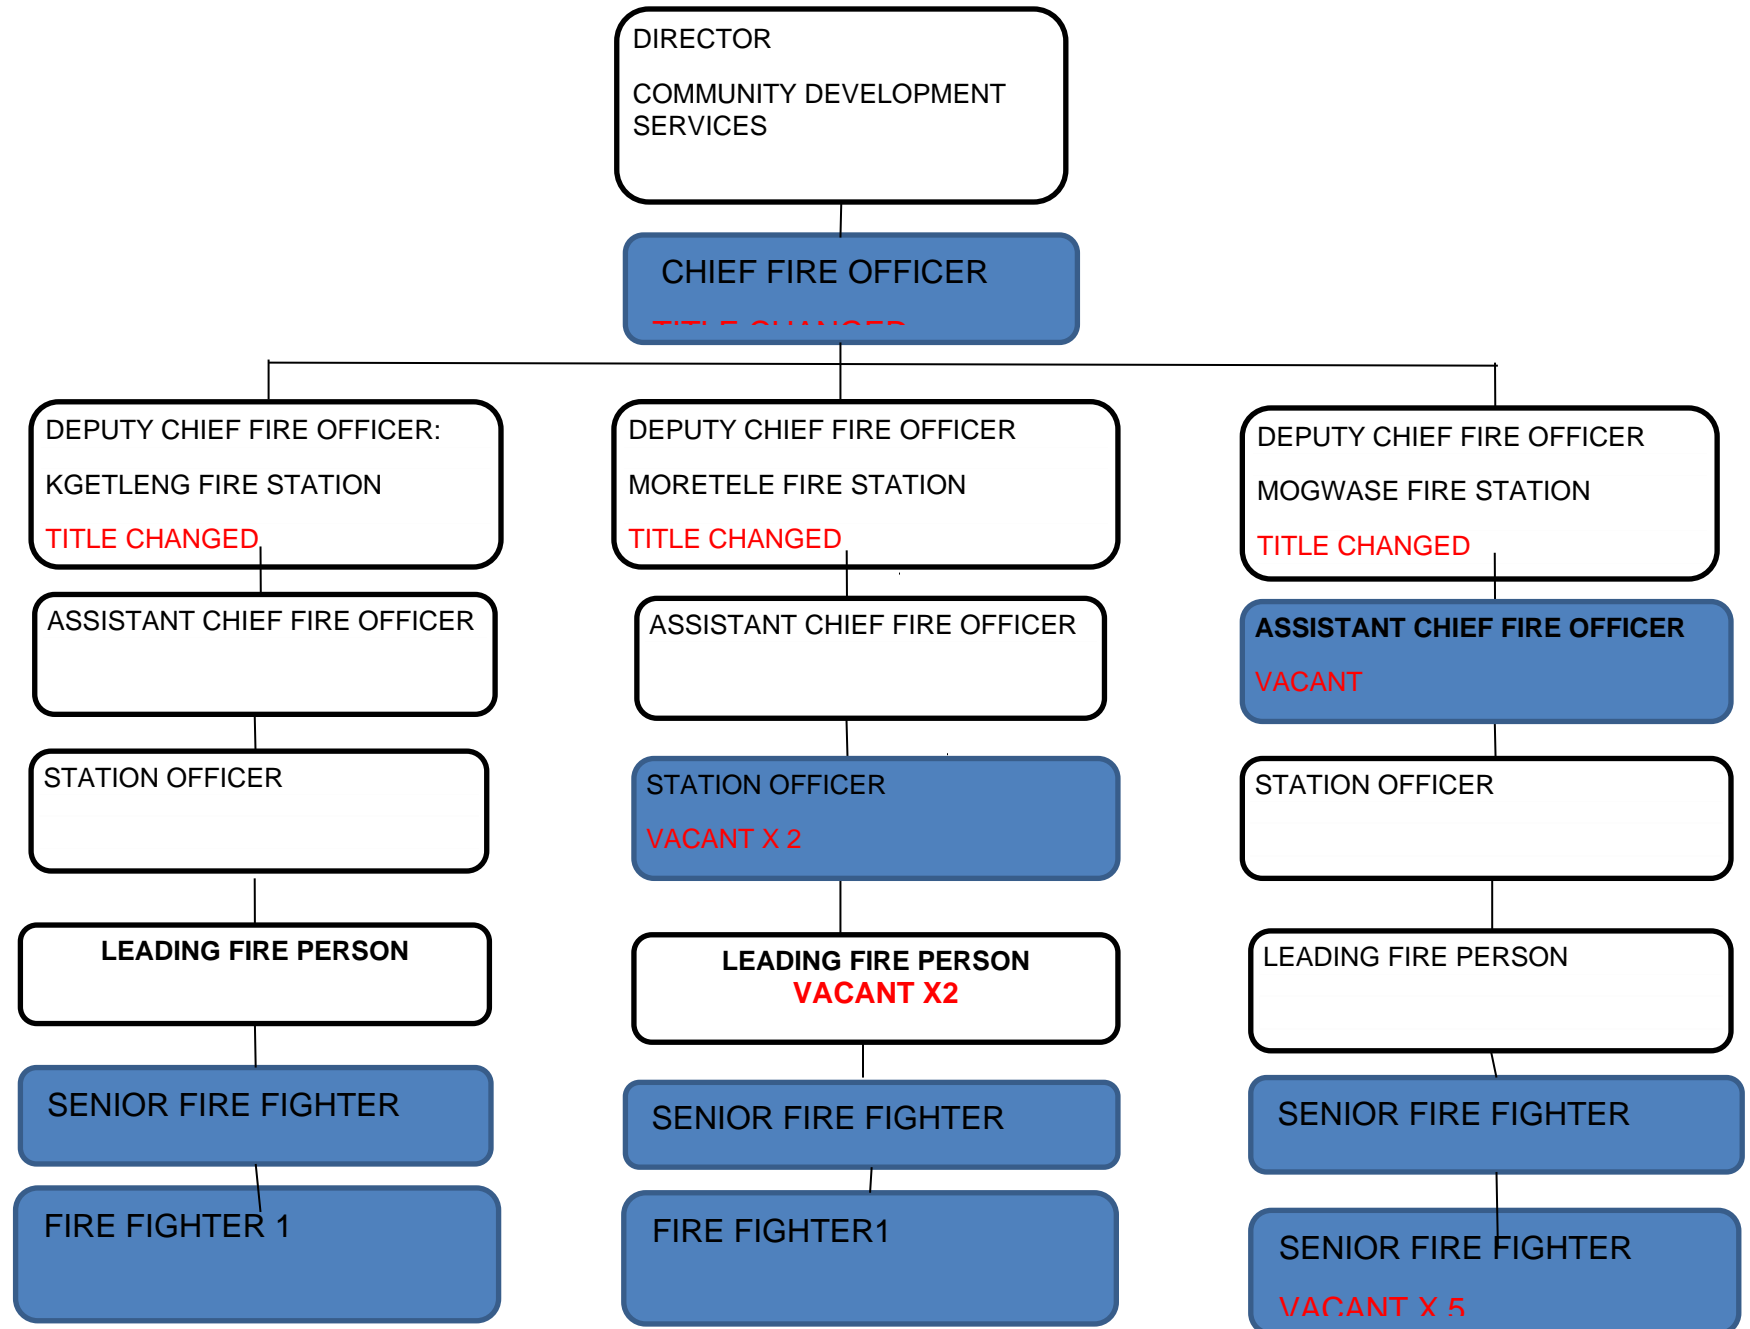 DIRECTOR
COMMUNITY DEVELOPMENT
SERVICES
CHIEF FIRE OFFICER
TITLE CHANGED
DEPUTY CHIEF FIRE OFFICER:
KGETLENG FIRE STATION
TITLE CHANGED
ASSISTANT CHIEF FIRE OFFICER
STATION OFFICER
LEADING FIRE PERSON
SENIOR FIRE FIGHTER
FIRE FIGHTER 1
DEPUTY CHIEF FIRE OFFICER
MORETELE FIRE STATION
TITLE CHANGED
ASSISTANT CHIEF FIRE OFFICER
STATION OFFICER
VACANT X 2
LEADING FIRE PERSON
VACANT X2
SENIOR FIRE FIGHTER
FIRE FIGHTER1
DEPUTY CHIEF FIRE OFFICER
MOGWASE FIRE STATION
TITLE CHANGED
ASSISTANT CHIEF FIRE OFFICER
VACANT
STATION OFFICER
LEADING FIRE PERSON
SENIOR FIRE FIGHTER
SENIOR FIRE FIGHTER
VACANT X 5